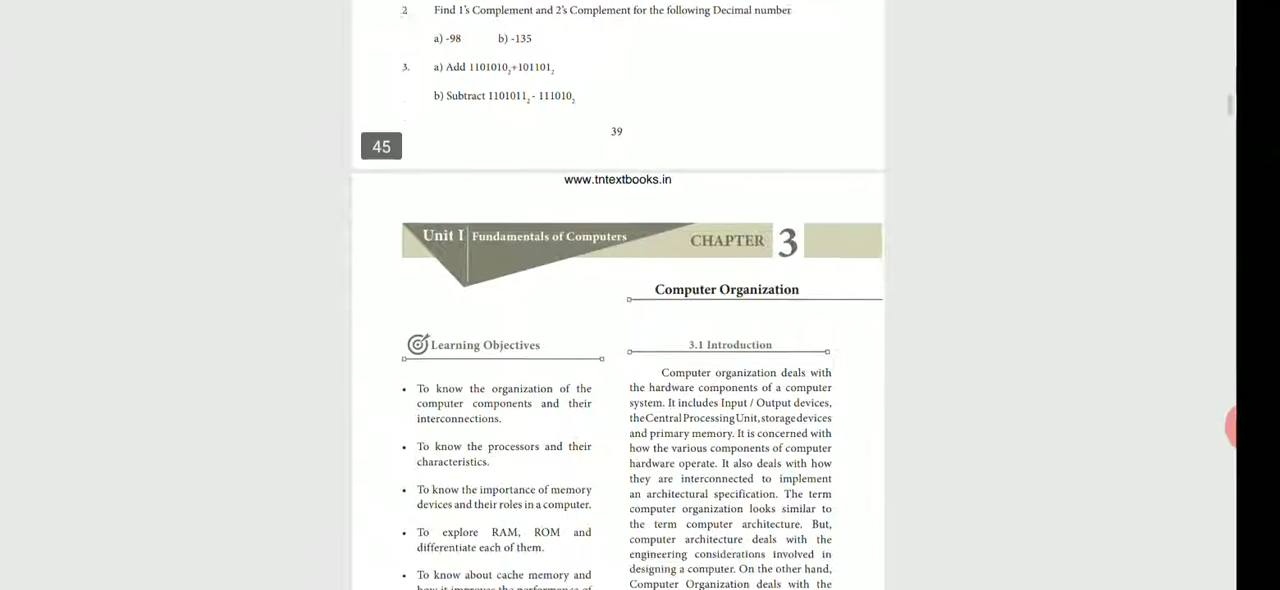 2 Find 1's Complement and 2's Complement for the following Decimal number
a) -98 b) -135
3. a) Add 1101010₂+101101₂
b) Subtract 1101011₂ - 111010₂
39
45
www.tntextbooks.in
Unit I Fundamentals of Computers CHAPTER 3
Computer Organization
Learning Objectives
• To know the organization of the
computer components and their
interconnections.
• To know the processors and their
characteristics.
• To know the importance of memory
devices and their roles in a computer.
• To explore RAM, ROM and
differentiate each of them.
• To know about cache memory and
how it improves the performance of
3.1 Introduction
Computer organization deals with
the hardware components of a computer
system. It includes Input / Output devices,
the Central Processing Unit, storage devices
and primary memory. It is concerned with
how the various components of computer
hardware operate. It also deals with how
they are interconnected to implement
an architectural specification. The term
computer organization looks similar to
the term computer architecture. But,
computer architecture deals with the
engineering considerations involved in
designing a computer. On the other hand,
Computer Organization deals with the